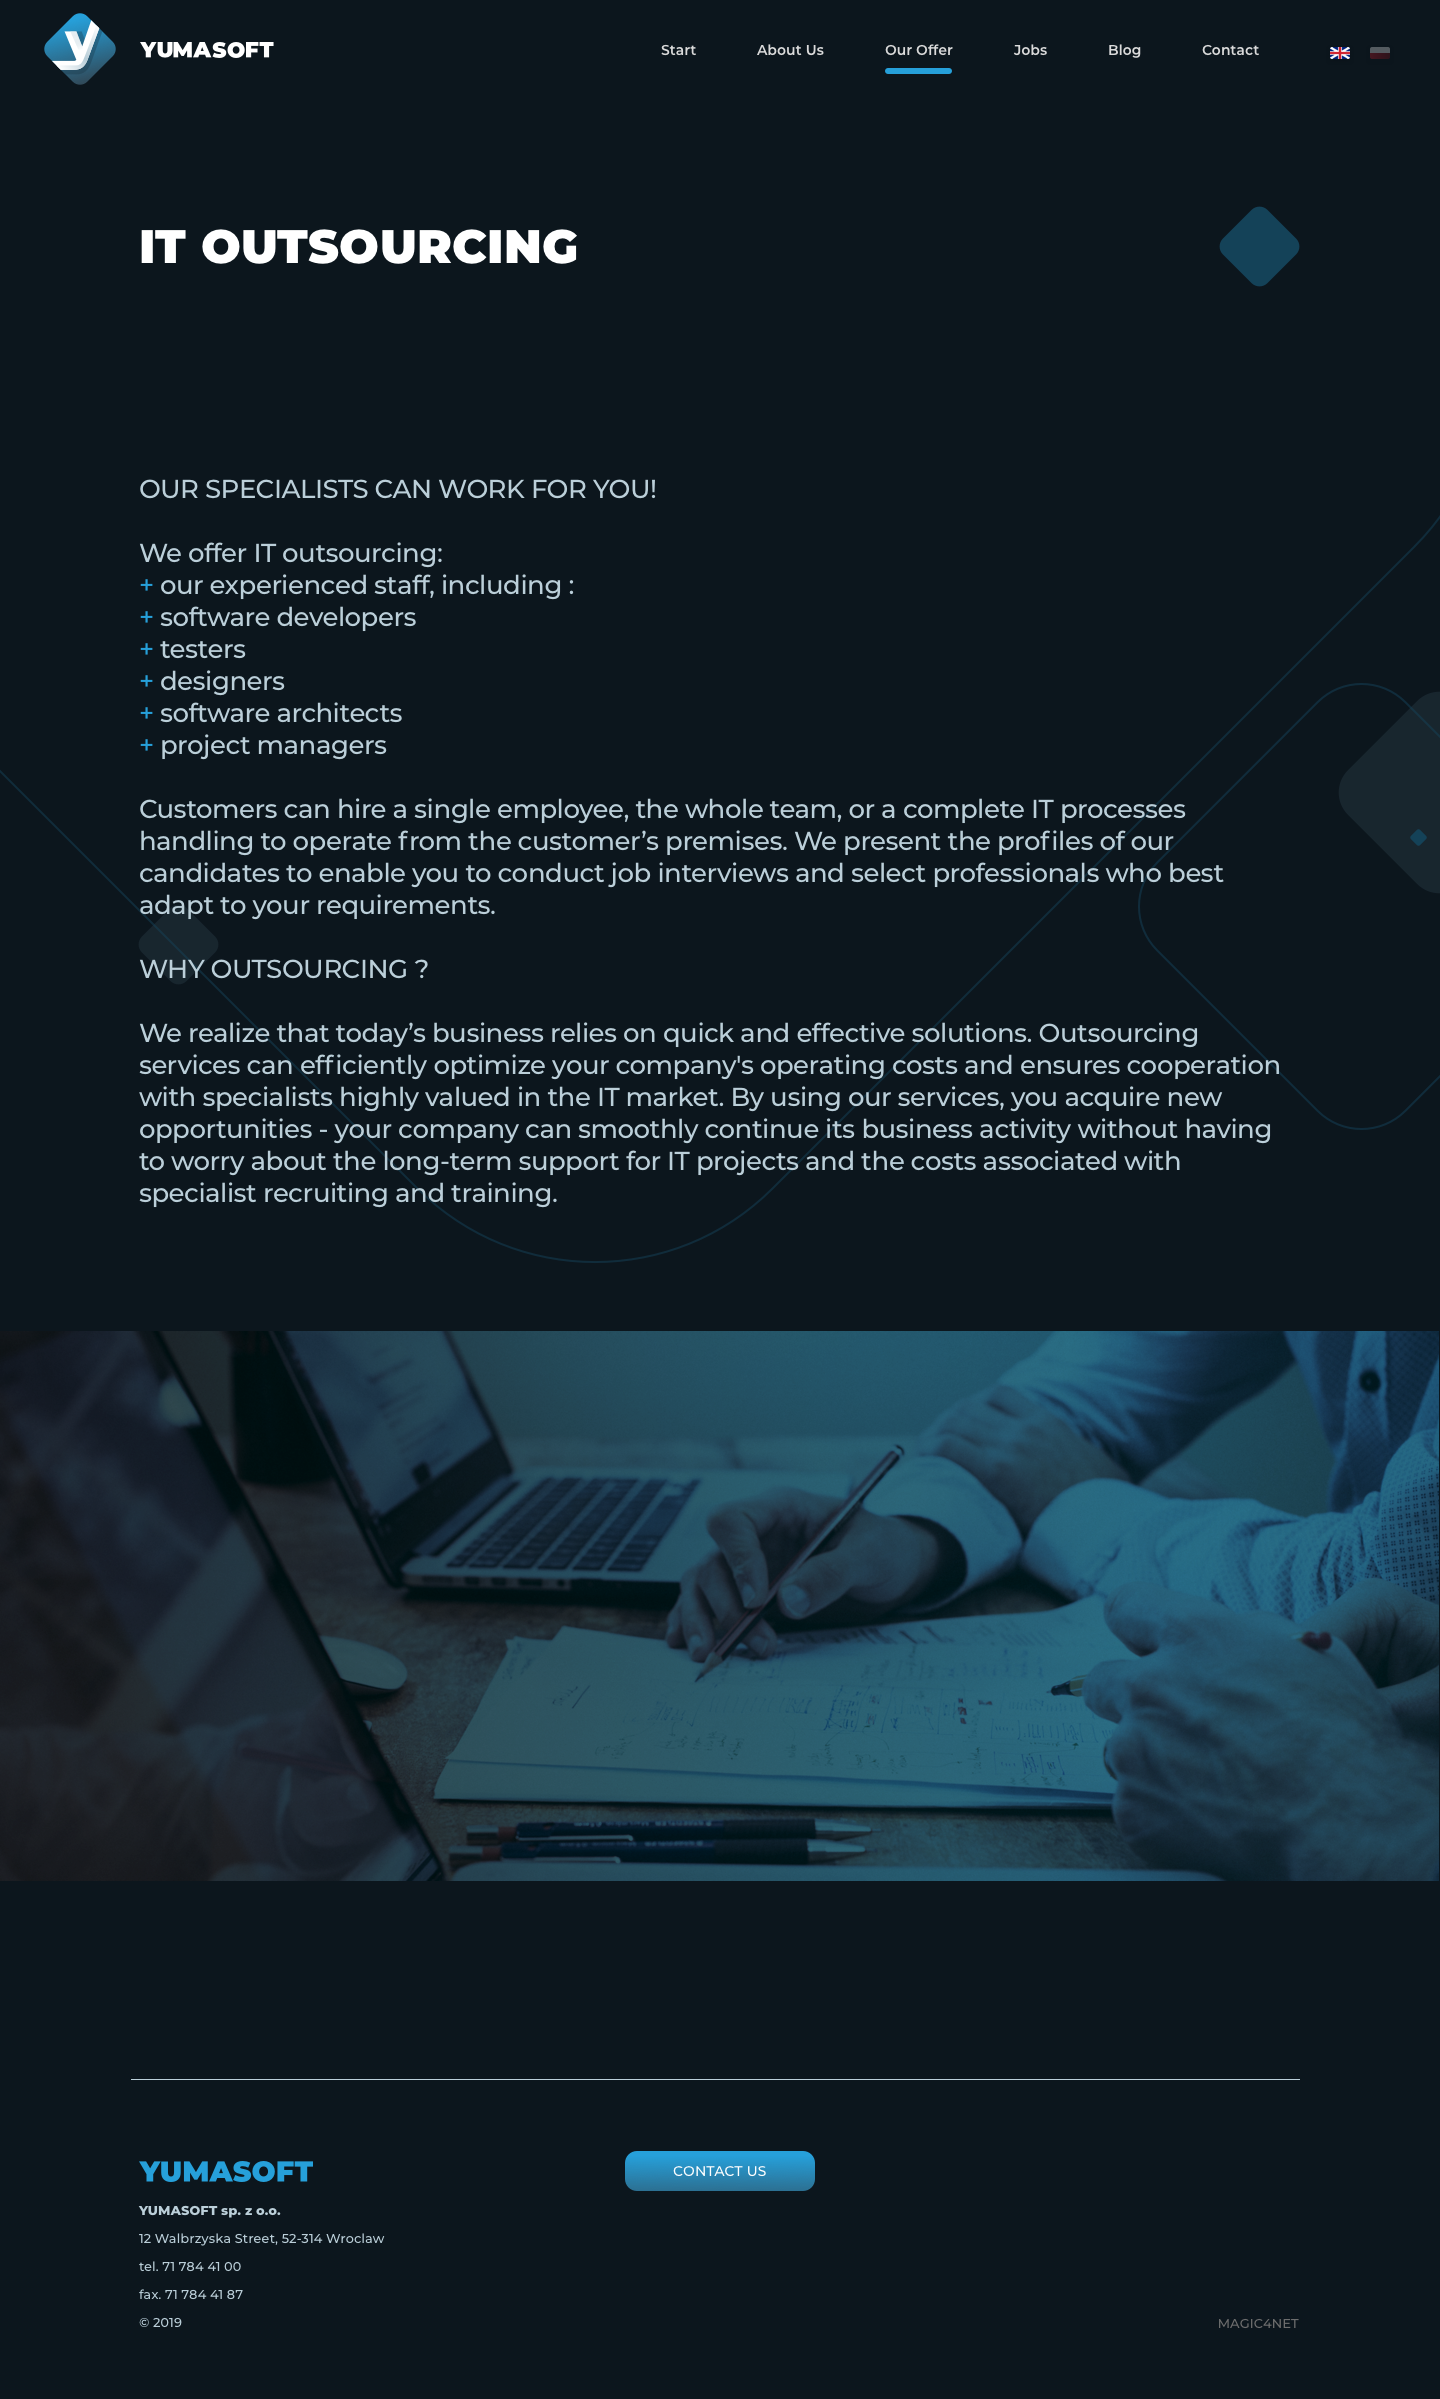 YUMASOFT
Start
About Us
Our Offer
Jobs
Blog
Contact
IT OUTSOURCING
OUR SPECIALISTS CAN WORK FOR YOU!
We offer IT outsourcing:
+ our experienced staff, including :
+ software developers
+ testers
+ designers
+ software architects
+ project managers
Customers can hire a single employee, the whole team, or a complete IT processes
handling to operate from the customer’s premises. We present the profiles of our
candidates to enable you to conduct job interviews and select professionals who best
adapt to your requirements.
WHY OUTSOURCING ?
We realize that today’s business relies on quick and effective solutions. Outsourcing
services can efficiently optimize your company's operating costs and ensures cooperation
with specialists highly valued in the IT market. By using our services, you acquire new
opportunities - your company can smoothly continue its business activity without having
to worry about the long-term support for IT projects and the costs associated with
specialist recruiting and training.
YUMASOFT
CONTACT US
YUMASOFT sp. z o.o.
12 Walbrzyska Street, 52-314 Wroclaw
tel. 71 784 41 00
fax. 71 784 41 87
© 2019
MAGIC4NET